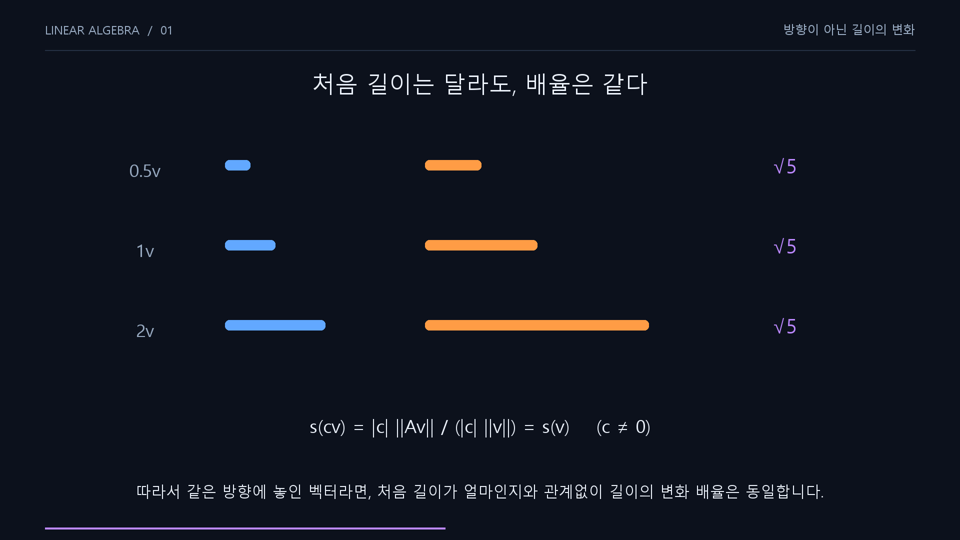 LINEAR ALGEBRA / 01
방향이 아닌 길이의 변화
처음 길이는 달라도, 배율은 같다
0.5v
√5
1v
√5
2v
√5
s(cv) = |c| ||Av|| / (|c| ||v||) = s(v) (c ≠ 0)
따라서 같은 방향에 놓인 벡터라면, 처음 길이가 얼마인지와 관계없이 길이의 변화 배율은 동일합니다.